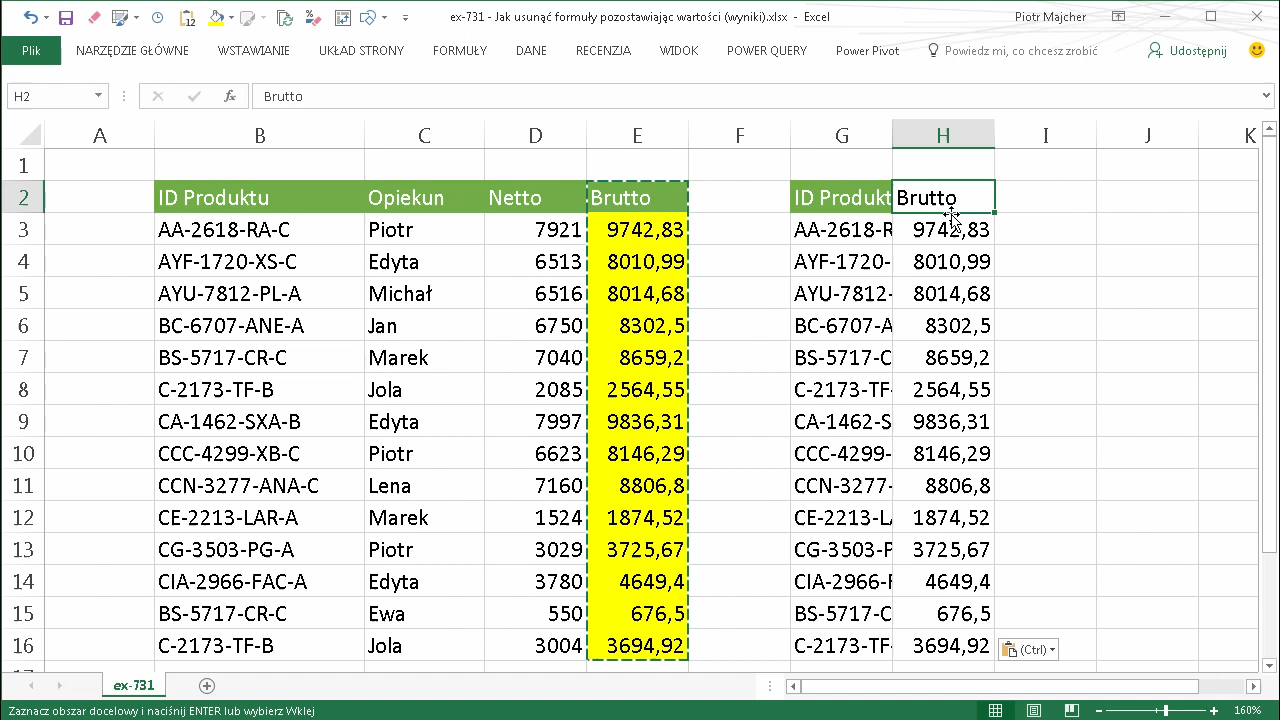 ex-731 - Jak usunąć formuły pozostawiając wartości (wyniki).xlsx - Excel
Piotr Majcher
Plik NARZĘDZIE GŁÓWNE WSTAWIANIE UKŁAD STRONY FORMUŁY DANE RECENZJA WIDOK POWER QUERY Power Pivot Powiedz mi, co chcesz zrobić Udostępnij
H2 fx Brutto
A B C D E F G H I J K
1
2 ID Produktu Opiekun Netto Brutto ID Produkt Brutto
3 AA-2618-RA-C Piotr 7921 9742,83 AA-2618-R 9742,83
4 AYF-1720-XS-C Edyta 6513 8010,99 AYF-1720- 8010,99
5 AYU-7812-PL-A Michał 6516 8014,68 AYU-7812- 8014,68
6 BC-6707-ANE-A Jan 6750 8302,5 BC-6707-A 8302,5
7 BS-5717-CR-C Marek 7040 8659,2 BS-5717-C 8659,2
8 C-2173-TF-B Jola 2085 2564,55 C-2173-TF- 2564,55
9 CA-1462-SXA-B Edyta 7997 9836,31 CA-1462-S 9836,31
10 CCC-4299-XB-C Piotr 6623 8146,29 CCC-4299- 8146,29
11 CCN-3277-ANA-C Lena 7160 8806,8 CCN-3277- 8806,8
12 CE-2213-LAR-A Marek 1524 1874,52 CE-2213-LA 1874,52
13 CG-3503-PG-A Piotr 3029 3725,67 CG-3503-P 3725,67
14 CIA-2966-FAC-A Edyta 3780 4649,4 CIA-2966-F 4649,4
15 BS-5717-CR-C Ewa 550 676,5 BS-5717-C 676,5
16 C-2173-TF-B Jola 3004 3694,92 C-2173-TF- 3694,92 (Ctrl)
ex-731
Zaznacz obszar docelowy i naciśnij ENTER lub wybierz Wklej 160%